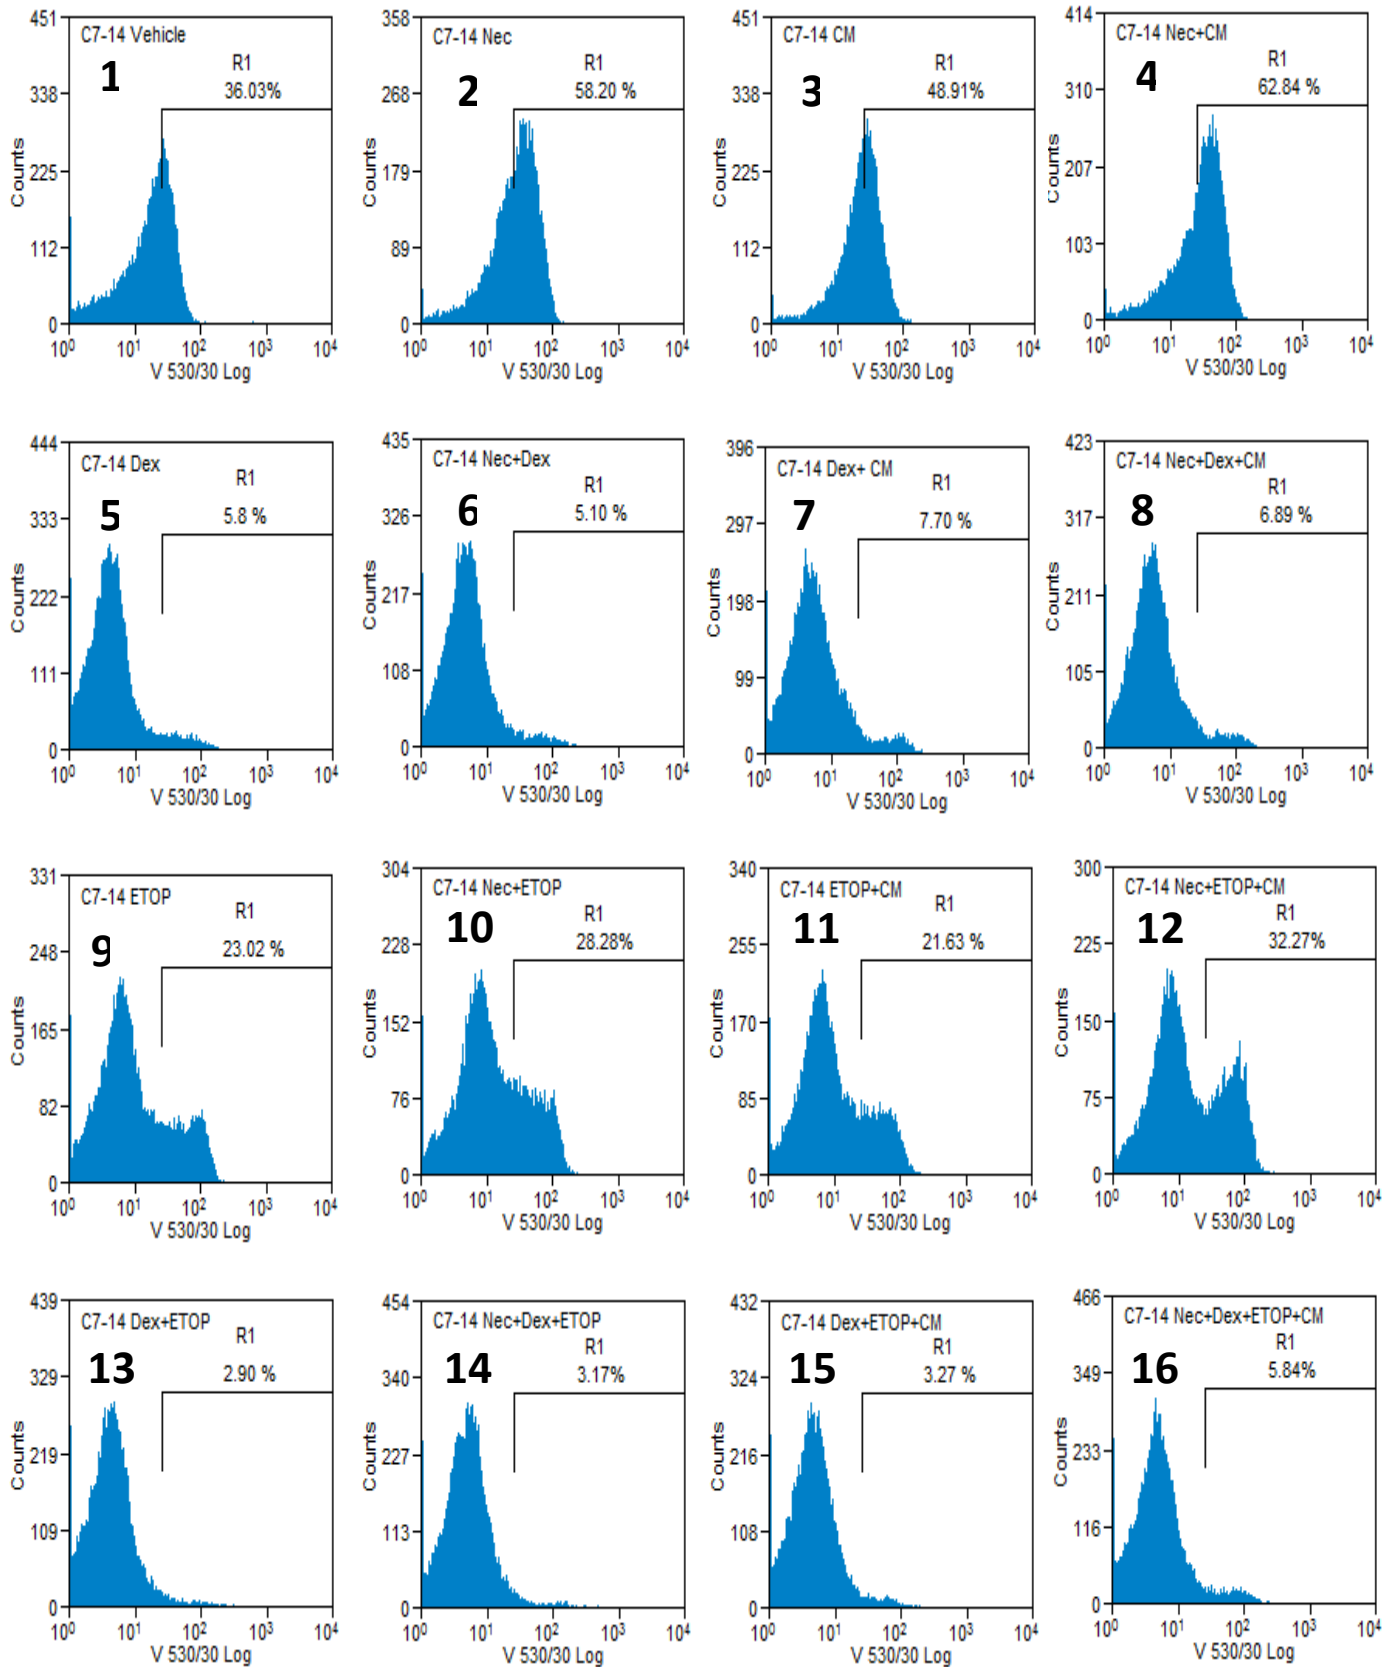 C7-14 Vehicle
1
R1
36.03%
451
338
225
112
0
Counts
10⁰ 10¹ 10² 10³ 10⁴
V 530/30 Log
C7-14 Nec
2
R1
58.20 %
358
268
179
89
0
Counts
10⁰ 10¹ 10² 10³ 10⁴
V 530/30 Log
C7-14 CM
3
R1
48.91%
451
338
225
112
0
Counts
10⁰ 10¹ 10² 10³ 10⁴
V 530/30 Log
C7-14 Nec+CM
4
R1
62.84 %
414
310
207
103
0
Counts
10⁰ 10¹ 10² 10³ 10⁴
V 530/30 Log
C7-14 Dex
5
R1
5.8 %
444
333
222
111
0
Counts
10⁰ 10¹ 10² 10³ 10⁴
V 530/30 Log
C7-14 Nec+Dex
6
R1
5.10 %
435
326
217
108
0
Counts
10⁰ 10¹ 10² 10³ 10⁴
V 530/30 Log
C7-14 Dex+ CM
7
R1
7.70 %
396
297
198
99
0
Counts
10⁰ 10¹ 10² 10³ 10⁴
V 530/30 Log
C7-14 Nec+Dex+CM
8
R1
6.89 %
423
317
211
105
0
Counts
10⁰ 10¹ 10² 10³ 10⁴
V 530/30 Log
C7-14 ETOP
9
R1
23.02 %
331
248
165
82
0
Counts
10⁰ 10¹ 10² 10³ 10⁴
V 530/30 Log
C7-14 Nec+ETOP
10
R1
28.28%
304
228
152
76
0
Counts
10⁰ 10¹ 10² 10³ 10⁴
V 530/30 Log
C7-14 ETOP+CM
11
R1
21.63 %
340
255
170
85
0
Counts
10⁰ 10¹ 10² 10³ 10⁴
V 530/30 Log
C7-14 Nec+ETOP+CM
12
R1
32.27%
300
225
150
75
0
Counts
10⁰ 10¹ 10² 10³ 10⁴
V 530/30 Log
C7-14 Dex+ETOP
13
R1
2.90 %
439
329
219
109
0
Counts
10⁰ 10¹ 10² 10³ 10⁴
V 530/30 Log
C7-14 Nec+Dex+ETOP
14
R1
3.17%
454
340
227
113
0
Counts
10⁰ 10¹ 10² 10³ 10⁴
V 530/30 Log
C7-14 Dex+ETOP+CM
15
R1
3.27 %
432
324
216
108
0
Counts
10⁰ 10¹ 10² 10³ 10⁴
V 530/30 Log
C7-14 Nec+Dex+ETOP+CM
16
R1
5.84%
466
349
233
116
0
Counts
10⁰ 10¹ 10² 10³ 10⁴
V 530/30 Log